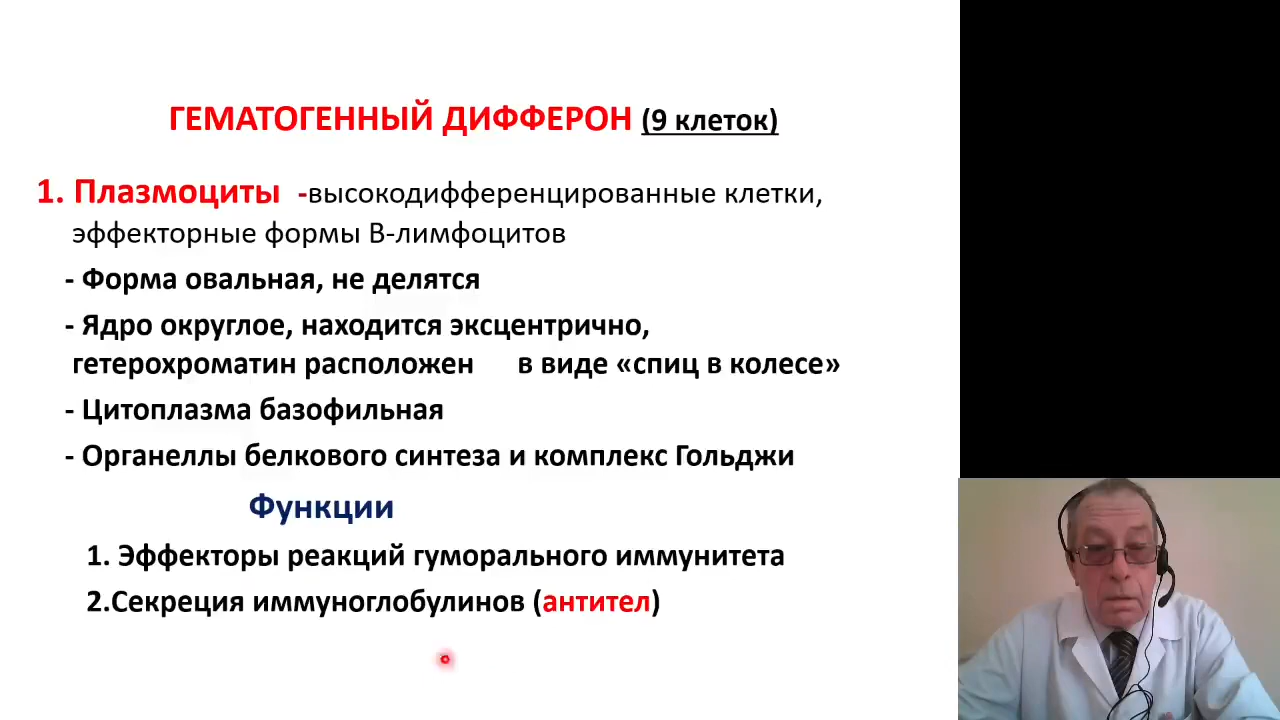 ГЕМАТОГЕННЫЙ ДИФФЕРОН (9 клеток)
1. Плазмоциты -высокодифференцированные клетки,
эффекторные формы В-лимфоцитов
- Форма овальная, не делятся
- Ядро округлое, находится эксцентрично,
гетерохроматин расположен в виде «спиц в колесе»
- Цитоплазма базофильная
- Органеллы белкового синтеза и комплекс Гольджи
Функции
1. Эффекторы реакций гуморального иммунитета
2.Секреция иммуноглобулинов (антител)